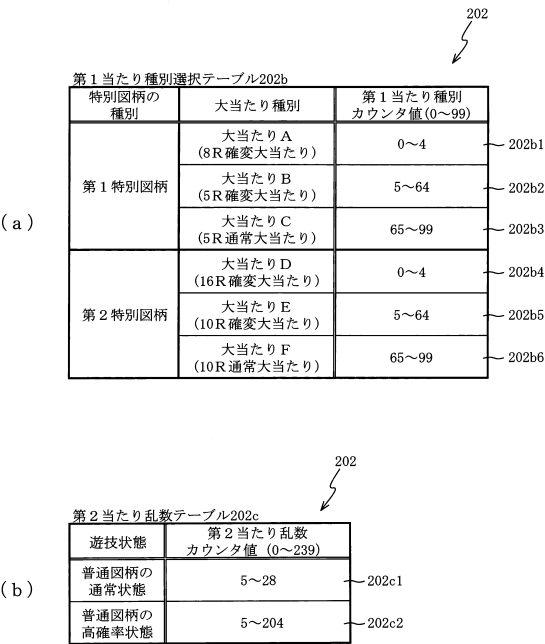 202
第1当たり種別選択テーブル202b
特別図柄の
種別
大当たり種別
第1当たり種別
カウンタ値(0～99)
(a)
第1特別図柄
大当たりA
(8R確変大当たり)
0～4
202b1
大当たりB
(5R確変大当たり)
5～64
202b2
大当たりC
(5R通常大当たり)
65～99
202b3
第2特別図柄
大当たりD
(16R確変大当たり)
0～4
202b4
大当たりE
(10R確変大当たり)
5～64
202b5
大当たりF
(10R通常大当たり)
65～99
202b6
202
第2当たり乱数テーブル202c
遊技状態
第2当たり乱数
カウンタ値 (0～239)
(b)
普通図柄の
通常状態
5～28
202c1
普通図柄の
高確率状態
5～204
202c2